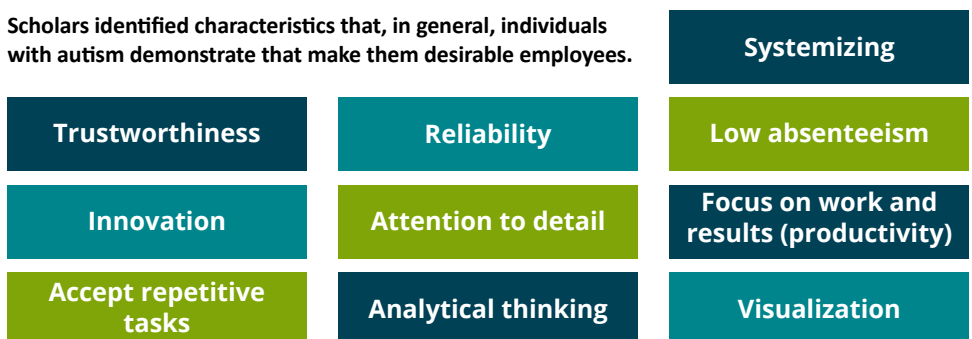 Scholars identified characteristics that, in general, individuals
with autism demonstrate that make them desirable employees.
Systemizing
Trustworthiness
Reliability
Low absenteeism
Innovation
Attention to detail
Focus on work and
results (productivity)
Accept repetitive
tasks
Analytical thinking
Visualization